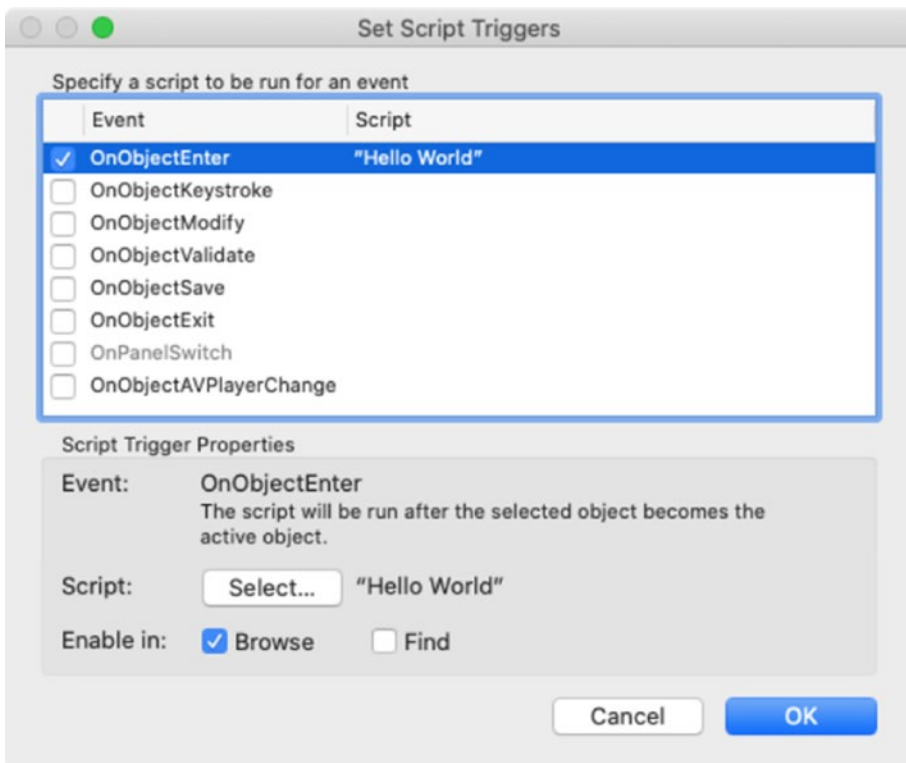 Set Script Triggers
Specify a script to be run for an event
Event Script
OnObjectEnter "Hello World"
OnObjectKeystroke
OnObjectModify
OnObjectValidate
OnObjectSave
OnObjectExit
OnPanelSwitch
OnObjectAVPlayerChange
Script Trigger Properties
Event: OnObjectEnter
The script will be run after the selected object becomes the
active object.
Script: Select... "Hello World"
Enable in: Browse Find
Cancel OK